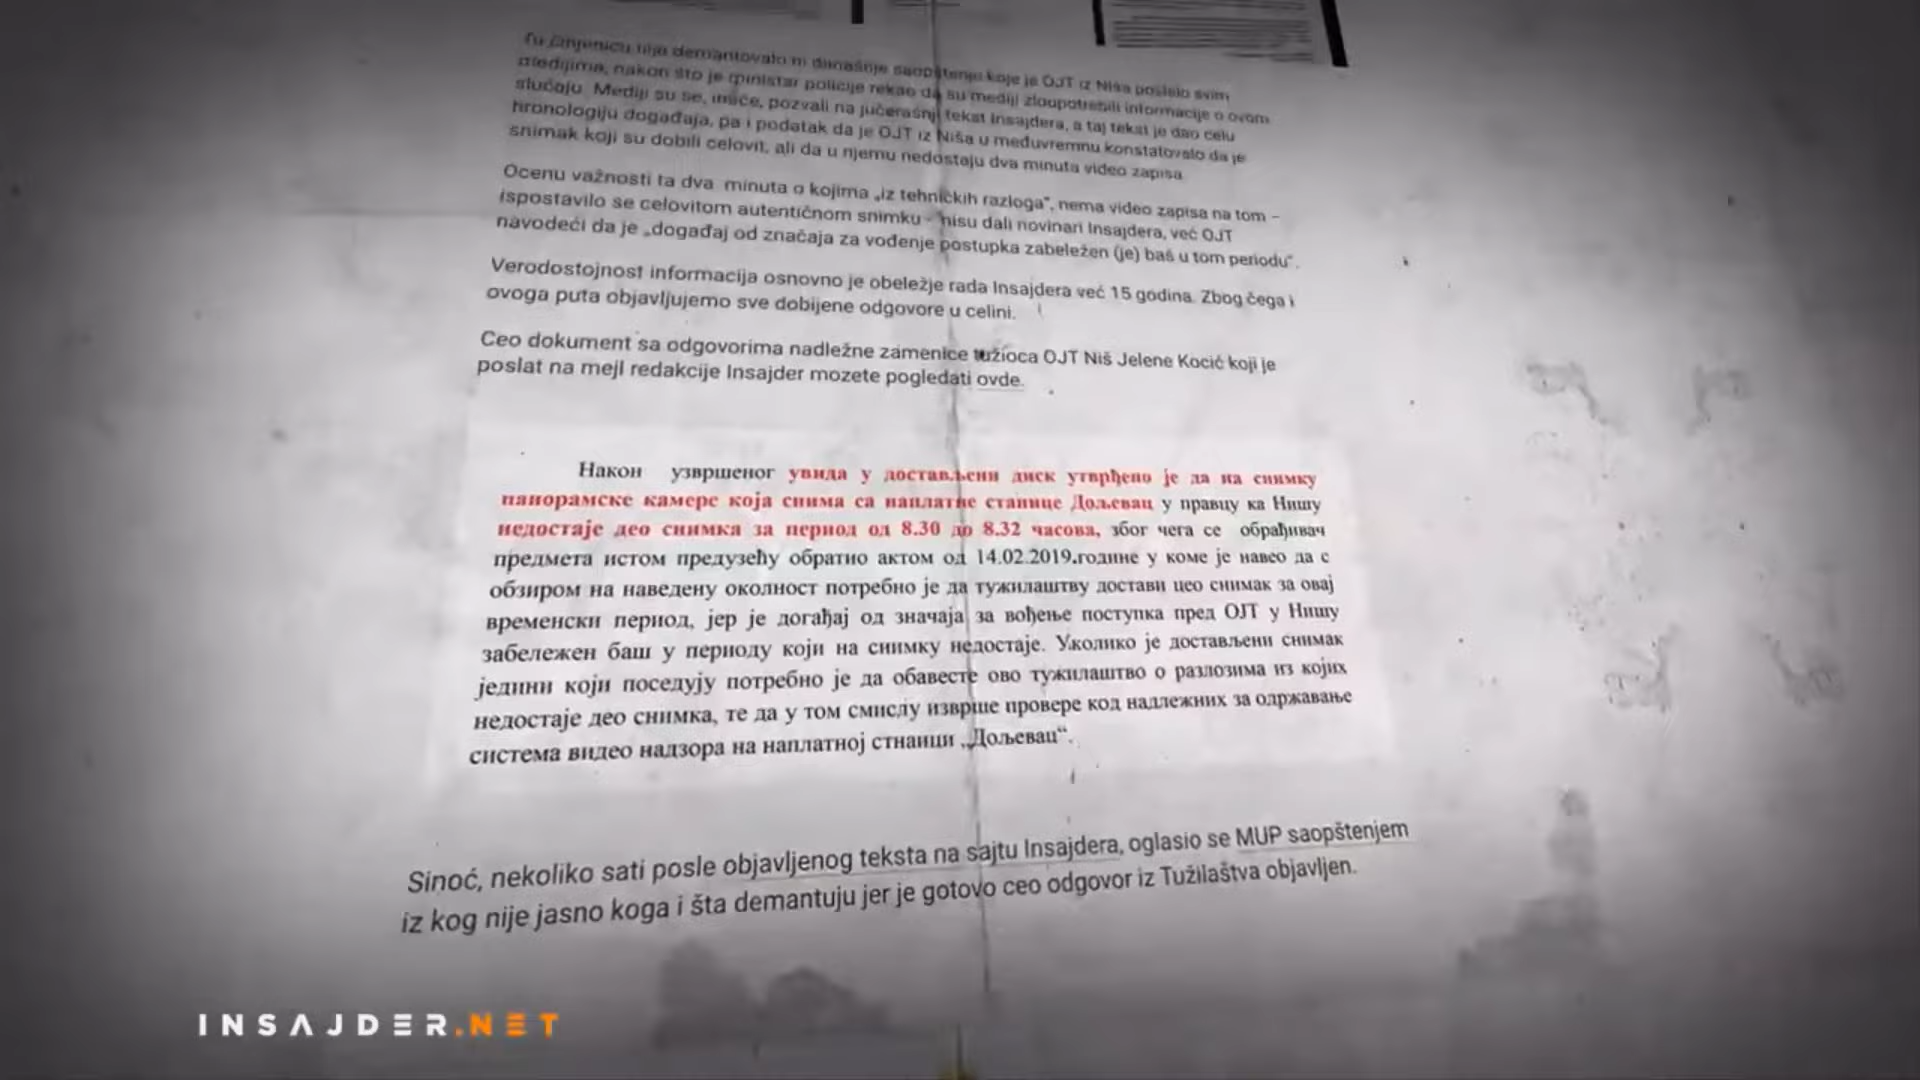 Tu činjenicu nije demantovalo ni današnje saopštenje koje je OJT iz Niša poslalo svim
medijima, nakon što je ministar policije rekao da su mediji zloupotrebili informacije o ovom
slučaju. Mediji su se, inače, pozvali na jučerašnji tekst Insajdera, a taj tekst je dao celu
hronologiju događaja, pa i podatak da je OJT iz Niša u međuvremenu konstatovalo da je
snimak koji su dobili celovit, ali da u njemu nedostaju dva minuta video zapisa.
Ocenu važnosti ta dva minuta o kojima „iz tehničkih razloga“, nema video zapisa na tom –
ispostavilo se celovitom autentičnom snimku - nisu dali novinari Insajdera, već OJT
navodeći da je „događaj od značaja za vođenje postupka zabeležen (je) baš u tom periodu“.
Verodostojnost informacija osnovno je obeležje rada Insajdera već 15 godina. Zbog čega i
ovoga puta objavljujemo sve dobijene odgovore u celini.
Ceo dokument sa odgovorima nadležne zamenice tužioca OJT Niš Jelene Kocić koji je
poslat na mejl redakcije Insajder mozete pogledati ovde.
Након узвршеног увида у достављени диск утврђено је да на снимку
панорамске камере која снима са наплатне станице Дољевац у правцу ка Нишу
недостаје део снимка за период од 8.30 до 8.32 часова, због чега се обрађивач
предмета истом предузећу обратио актом од 14.02.2019.године у коме је навео да с
обзиром на наведену околност потребно је да тужилаштву достави цео снимак за овај
временски период, јер је догађај од значаја за вођење поступка пред ОЈТ у Нишу
забележен баш у периоду који на снимку недостаје. Уколико је достављени снимак
једини који поседују потребно је да обавесте ово тужилаштво о разлозима из којих
недостаје део снимка, те да у том смислу изврше провере код надлежних за одржавање
система видео надзора на наплатној стнаици „Дољевац“.
Sinoć, nekoliko sati posle objavljenog teksta na sajtu Insajdera, oglasio se MUP saopštenjem
iz kog nije jasno koga i šta demantuju jer je gotovo ceo odgovor iz Tužilaštva objavljen.
INSAJDER.NET